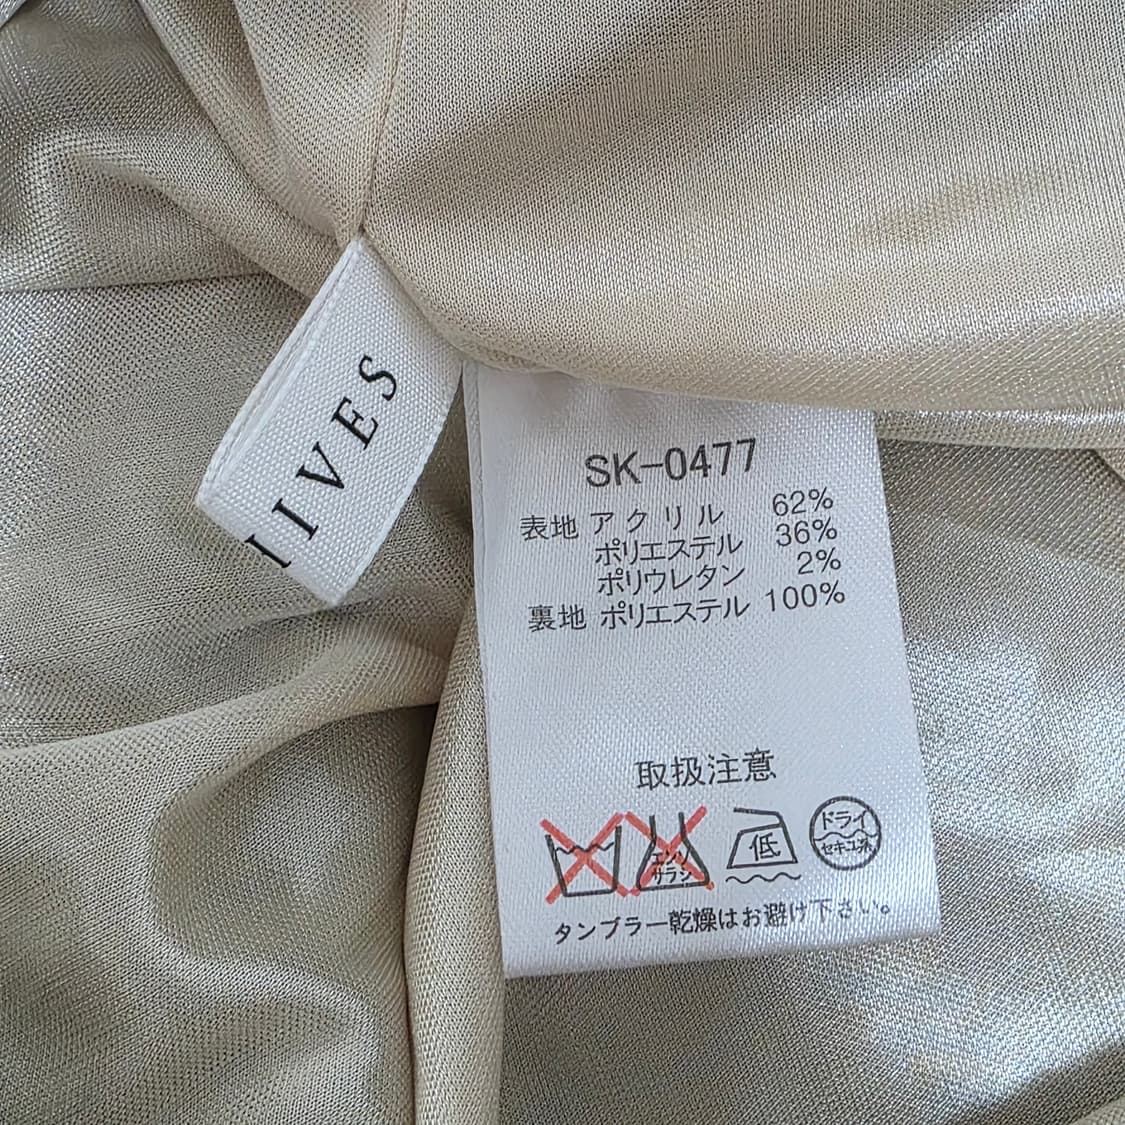 IVES
SK-0477
表地 アクリル 62%
ポリエステル 36%
ポリウレタン 2%
裏地 ポリエステル 100%
取扱注意
エンソ
サラシ
低
ドライ
セキユ系
タンブラー乾燥はお避け下さい。